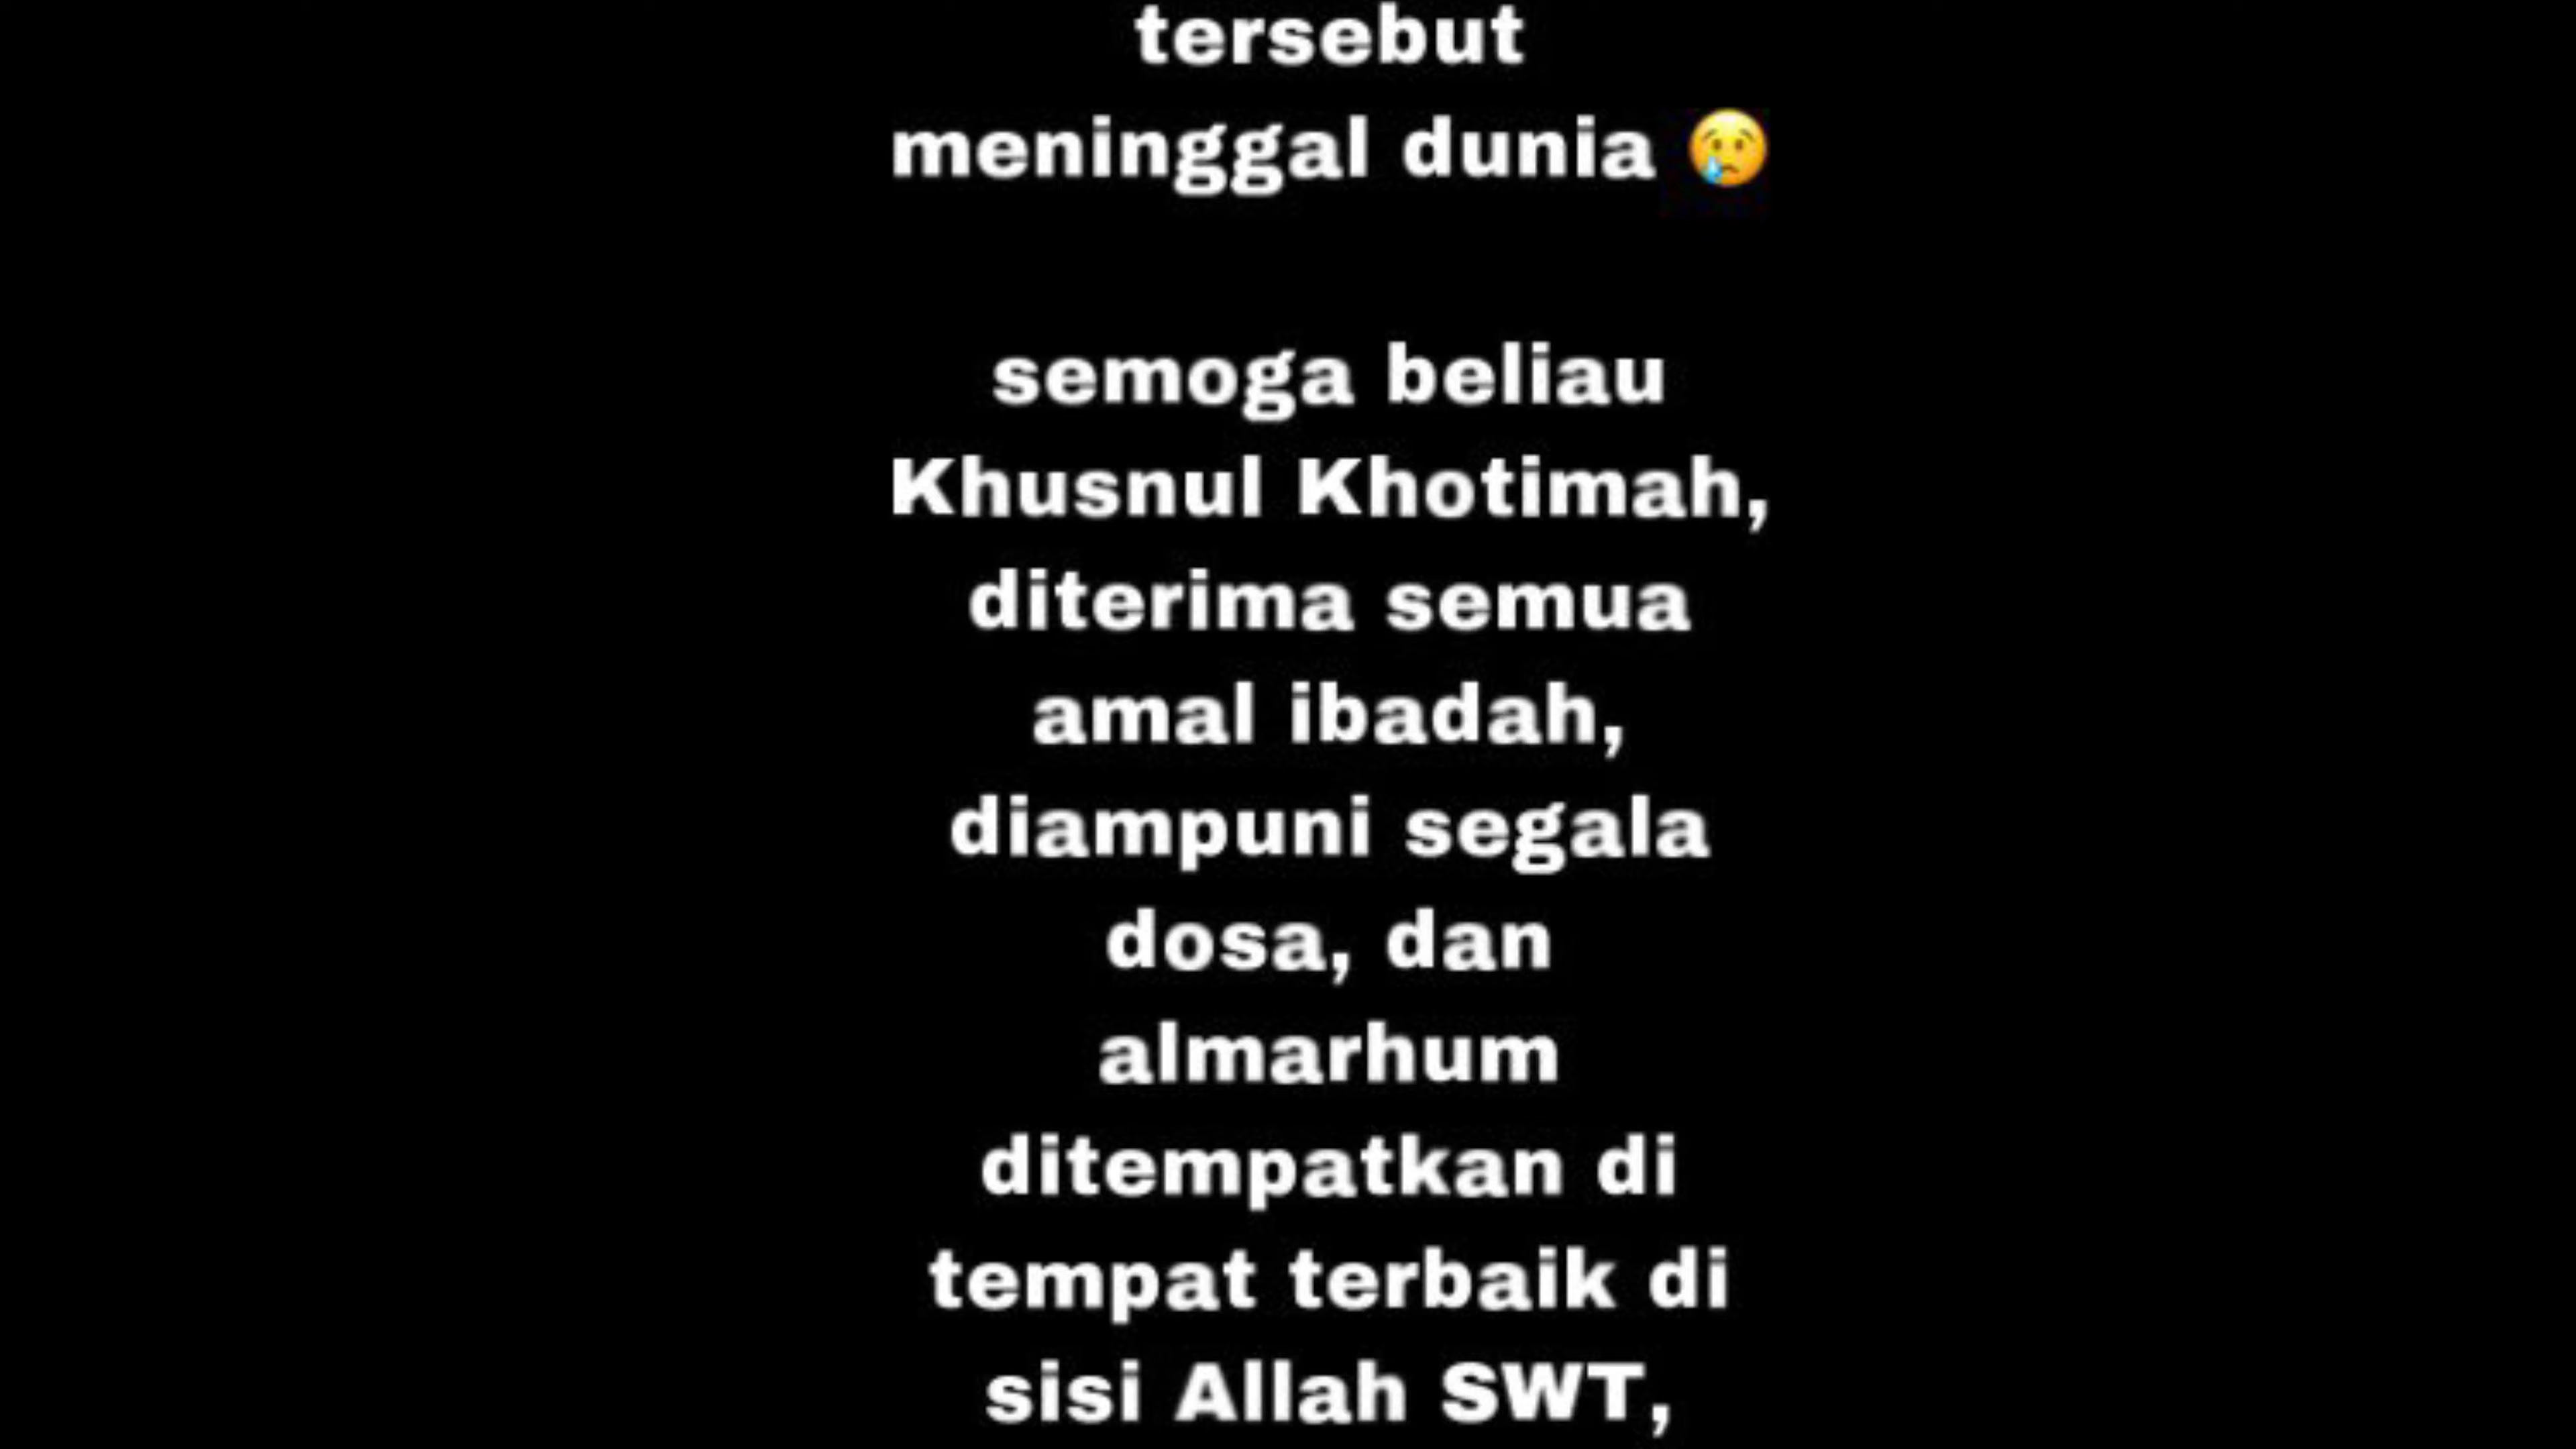 tersebut
meninggal dunia 😢
semoga beliau
Khusnul Khotimah,
diterima semua
amal ibadah,
diampuni segala
dosa, dan
almarhum
ditempatkan di
tempat terbaik di
sisi Allah SWT,